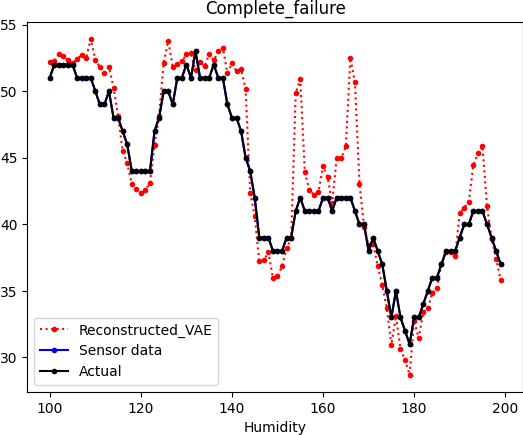 Complete_failure
55
50
45
40
35
30
Reconstructed_VAE
Sensor data
Actual
100 120 140 160 180 200
Humidity